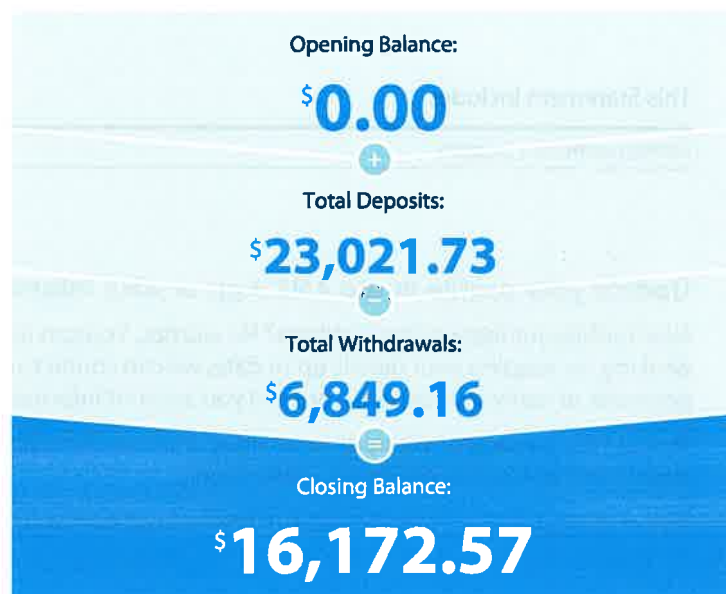 Opening Balance:
$0.00
+
Total Deposits:
$23,021.73
−
Total Withdrawals:
$6,849.16
=
Closing Balance:
$16,172.57